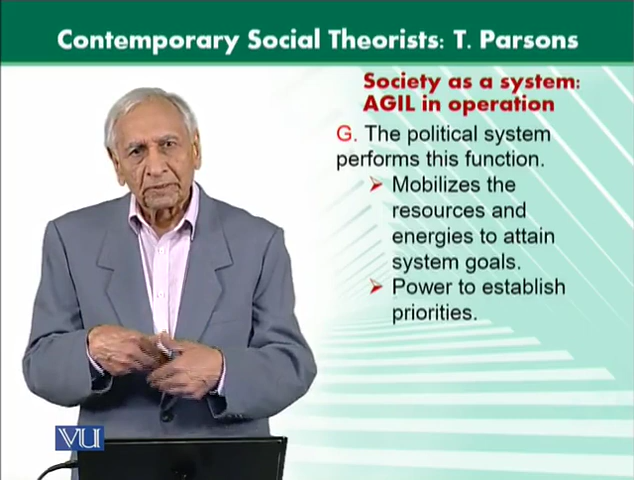 Contemporary Social Theorists: T. Parsons
Society as a system:
AGIL in operation
G. The political system
performs this function.
Mobilizes the
resources and
energies to attain
system goals.
Power to establish
priorities.
VU